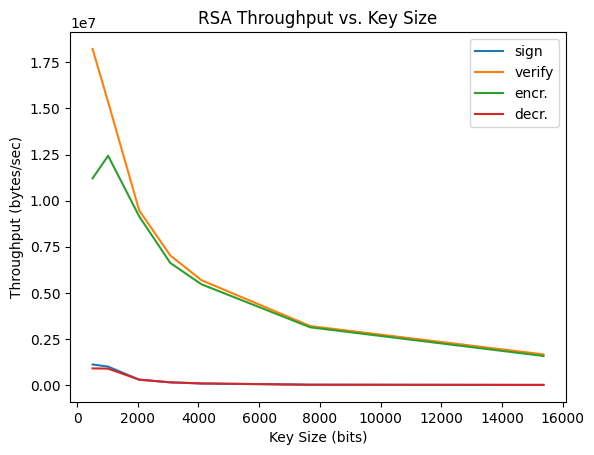 RSA Throughput vs. Key Size
1e7
sign
verify
encr.
decr.
Throughput (bytes/sec)
1.75
1.50
1.25
1.00
0.75
0.50
0.25
0.00
0 2000 4000 6000 8000 10000 12000 14000 16000
Key Size (bits)